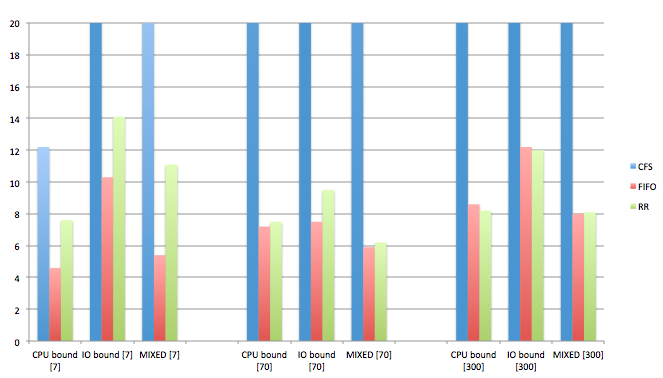 20
18
16
14
12
10
8
6
4
2
0
CPU bound [7]
IO bound [7]
MIXED [7]
CPU bound [70]
IO bound [70]
MIXED [70]
CPU bound [300]
IO bound [300]
MIXED [300]
CFS
FIFO
RR